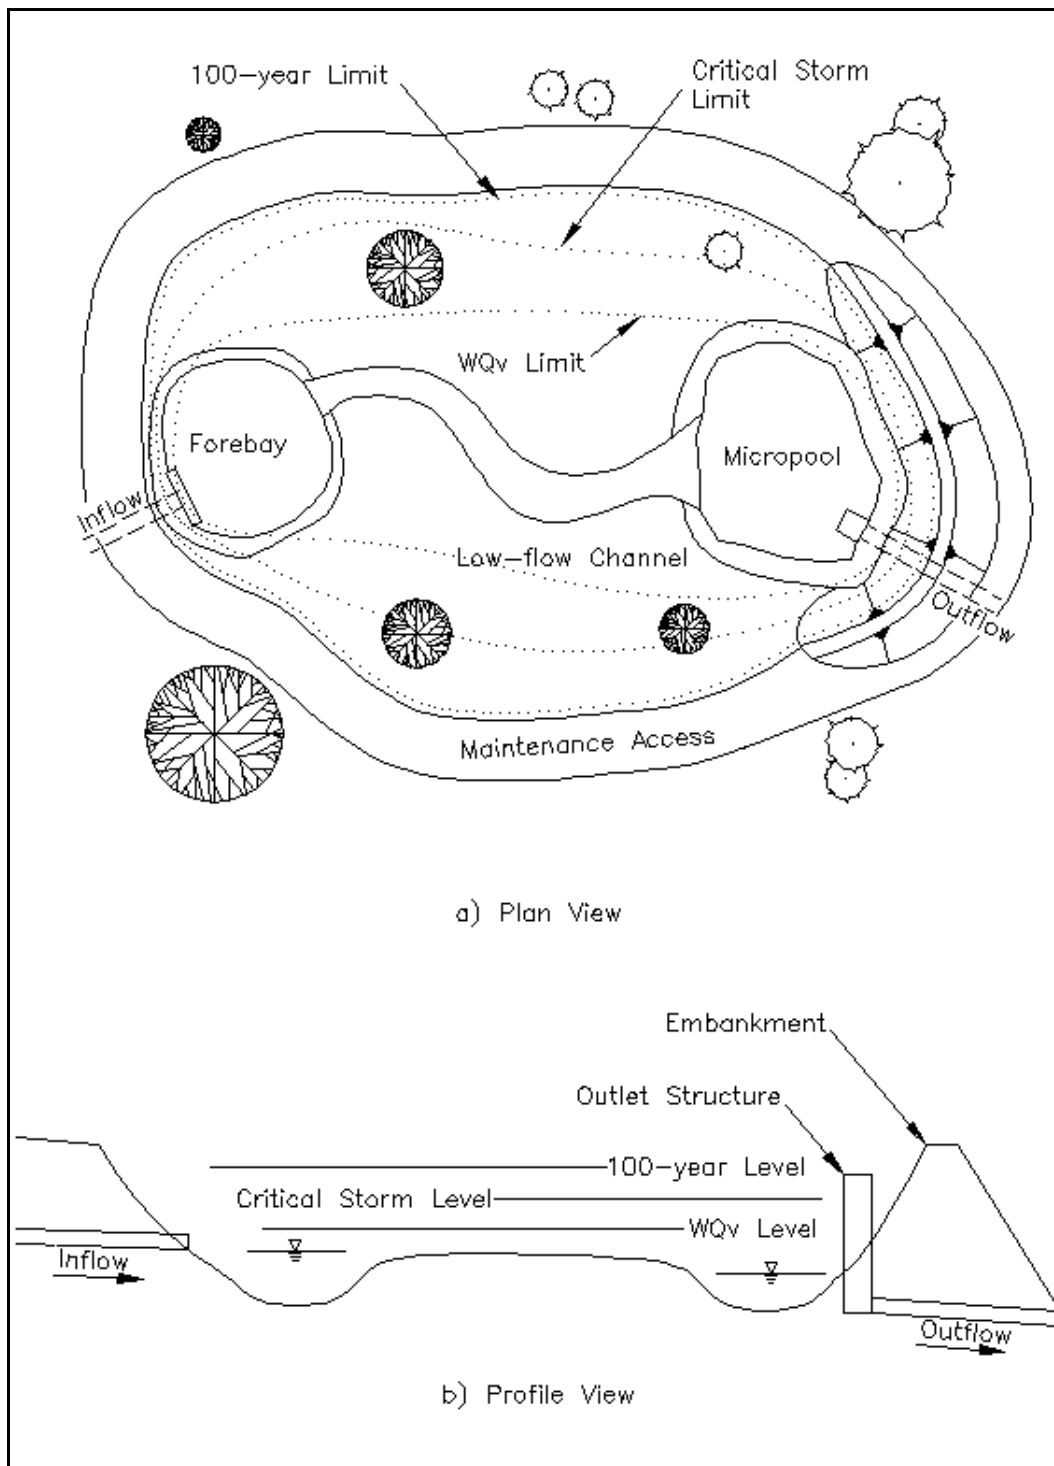 100-year Limit
Critical Storm
Limit
WQv Limit
Forebay
Micropool
Inflow
Low-flow Channel
Outflow
Maintenance Access
a) Plan View
Embankment
Outlet Structure
100-year Level
Critical Storm Level
WQv Level
Inflow
Outflow
b) Profile View